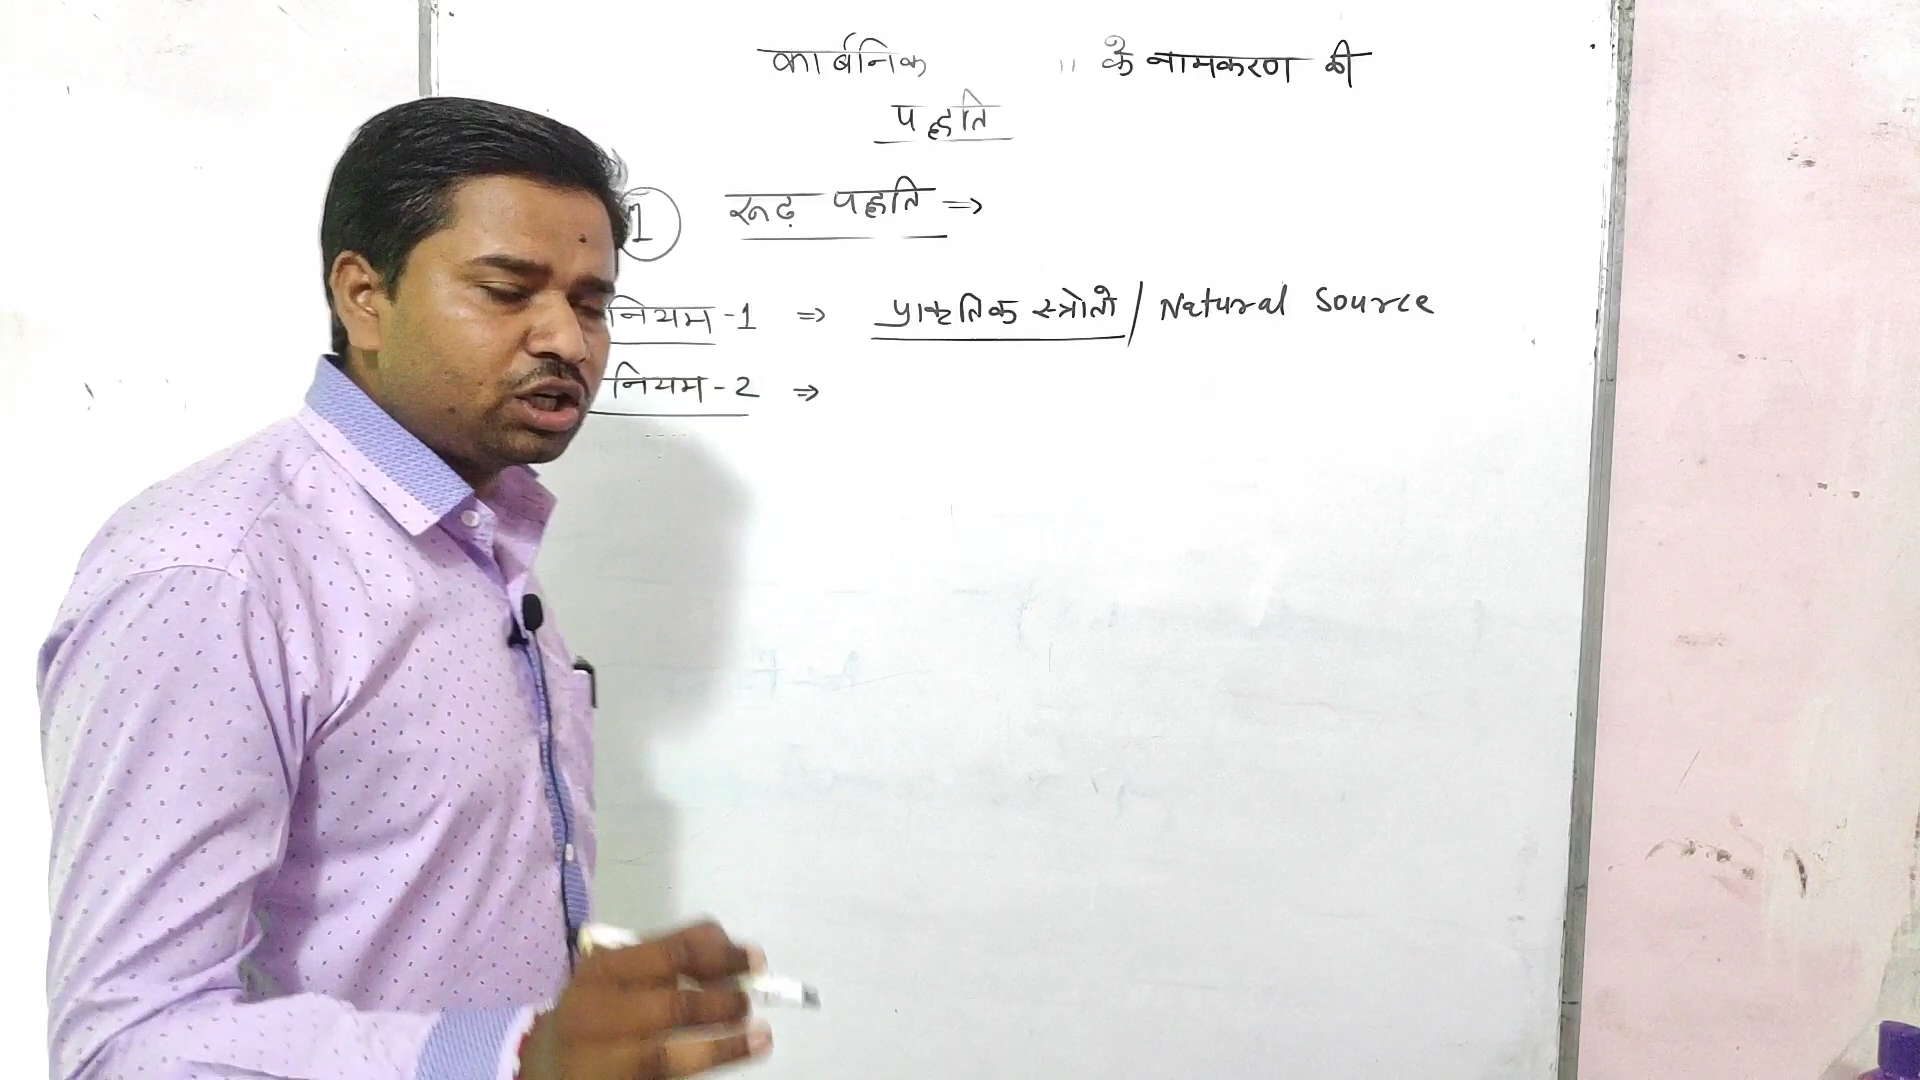 कार्बनिक " के नामकरण की
पद्धति
1 रूढ़ पद्धति ⇒
नियम-1 ⇒ प्राकृतिक स्त्रोतो / Natural Source
नियम-2 ⇒